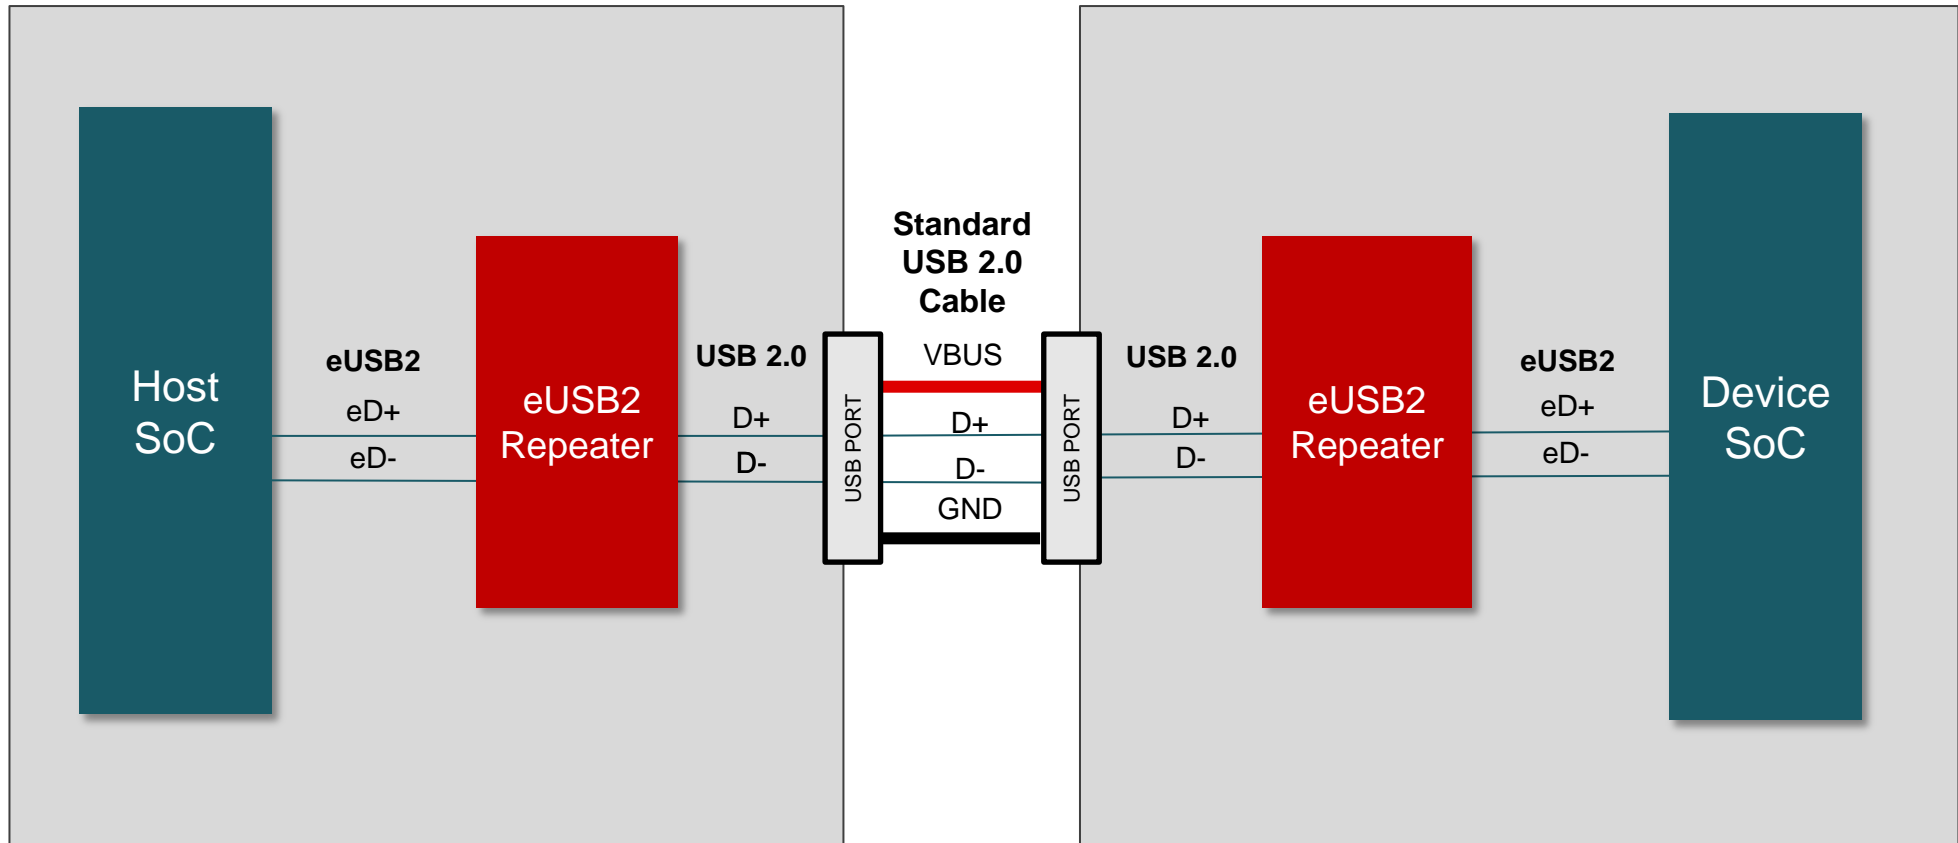 Host
SoC
eUSB2
eD+
eD-
eUSB2
Repeater
USB 2.0
D+
D-
USB PORT
Standard
USB 2.0
Cable
VBUS
D+
D-
GND
USB PORT
USB 2.0
D+
D-
eUSB2
Repeater
eUSB2
eD+
eD-
Device
SoC